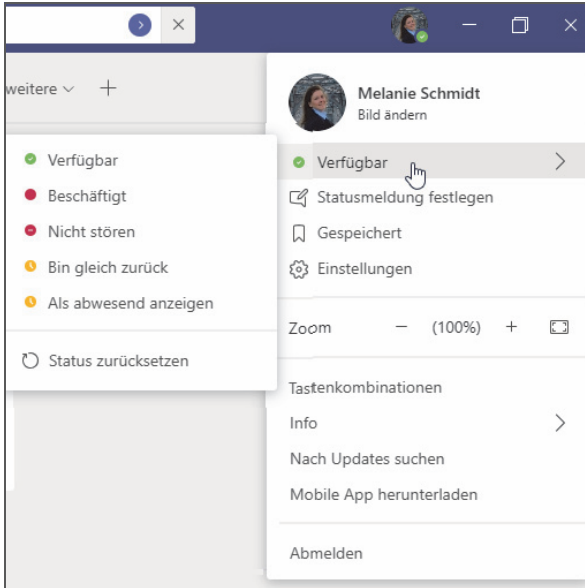 weitere
Melanie Schmidt
Bild ändern
Verfügbar
Statusmeldung festlegen
Gespeichert
Einstellungen
Zoom — (100%) +
Tastenkombinationen
Info
Nach Updates suchen
Mobile App herunterladen
Abmelden
Verfügbar
Beschäftigt
Nicht stören
Bin gleich zurück
Als abwesend anzeigen
Status zurücksetzen